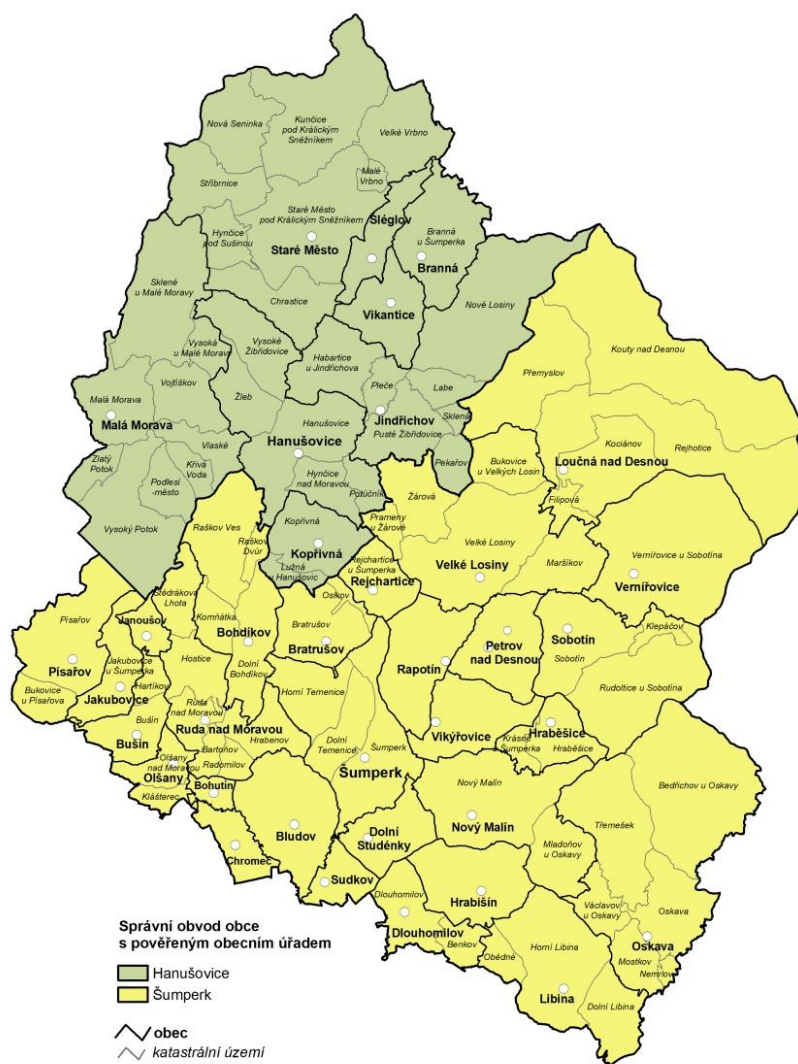 Nová Seninka
Kunčice
pod Králickým
Sněžníkem
Velké Vrbno
Malé
Vrbno
Stříbrnice
Staré Město
pod Králickým Sněžníkem
Sléglov
Hynčice
pod Sušinou
Staré Město
Branná
u Šumperka
Branná
Sklené
u Malé Moravy
Chrastice
Vikantice
Nové Losiny
Vysoká
u Malé Moravy
Vysoké
Žibřidovice
Habartice
u Jindřichova
Kouty nad Desnou
Přemyslov
Malá Morava
Malá Morava
Vojtíškov
Žleb
Pleče
Labe
Jindřichov
Sklená
Pusté Žibřidovice
Hanušovice
Hanušovice
Vlaské
Zlatý
Potok
Křivá
Voda
Podlesí
-město
Hynčice
nad Moravou
Potůčník
Pekařov
Bukovice
u Velkých Losin
Kociánov
Rejhotice
Loučná nad Desnou
Filipová
Vysoký Potok
Raškov Ves
Raškov
Dvůr
Kopřivná
Kopřivná
Lužná
u Hanušovic
Žárová
Prameny
u Žárové
Velké Losiny
Velké Losiny
Maršíkov
Vernířovice u Sobotína
Vernířovice
Rejchartice
u Šumperka
Rejchartice
Osikov
Bratrušov
Bratrušov
Štědrákova
Lhota
Komňátka
Bohdíkov
Dolní
Bohdíkov
Písařov
Písařov
Janoušov
Jakubovice
u Šumperka
Jakubovice
Hostice
Hartíkov
Bukovice
u Písařova
Bušín
Bušín
Ruda
nad Moravou
Ruda nad Moravou
Hrabenov
Bartoňov
Radomilov
Olšany
nad Moravou
Olšany
Klášterec
Bohutín
Horní Temenice
Dolní
Temenice
Šumperk
Šumperk
Rapotín
Petrov
nad Desnou
Sobotín
Sobotín
Klepáčov
Rudoltice u Sobotína
Vikýřovice
Krásné
u Šumperka
Hraběšice
Hraběšice
Bludov
Chromeč
Sudkov
Dolní
Studénky
Nový Malín
Nový Malín
Mladoňov
u Oskavy
Třemešek
Bedřichov u Oskavy
Hrabišín
Dlouhomilov
Dlouhomilov
Benkov
Obědné
Horní Libina
Libina
Dolní Libina
Václavov
u Oskavy
Oskava
Oskava
Mostkov
Nemrlov
Správní obvod obce
s pověřeným obecním úřadem
Hanušovice
Šumperk
obec
katastrální území